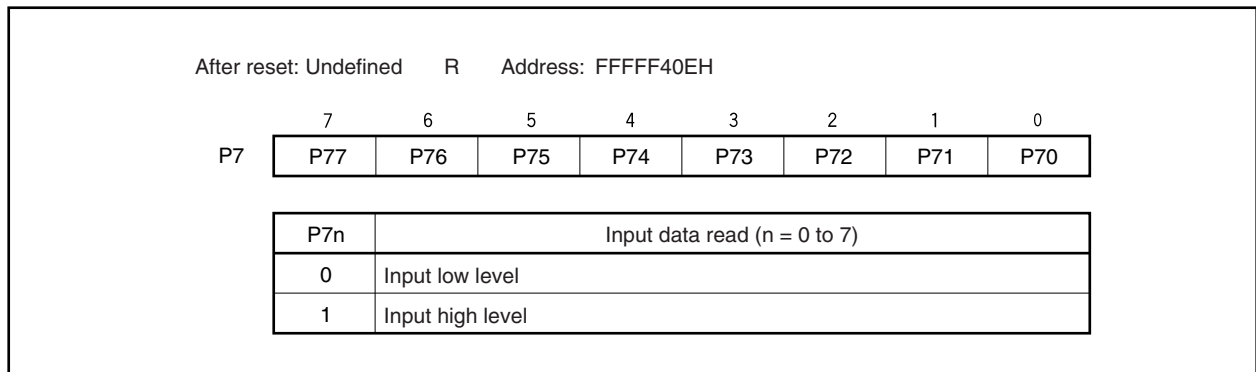 After reset: Undefined R Address: FFFFF40EH
7 6 5 4 3 2 1 0
P7 P77 P76 P75 P74 P73 P72 P71 P70
P7n Input data read (n = 0 to 7)
0 Input low level
1 Input high level